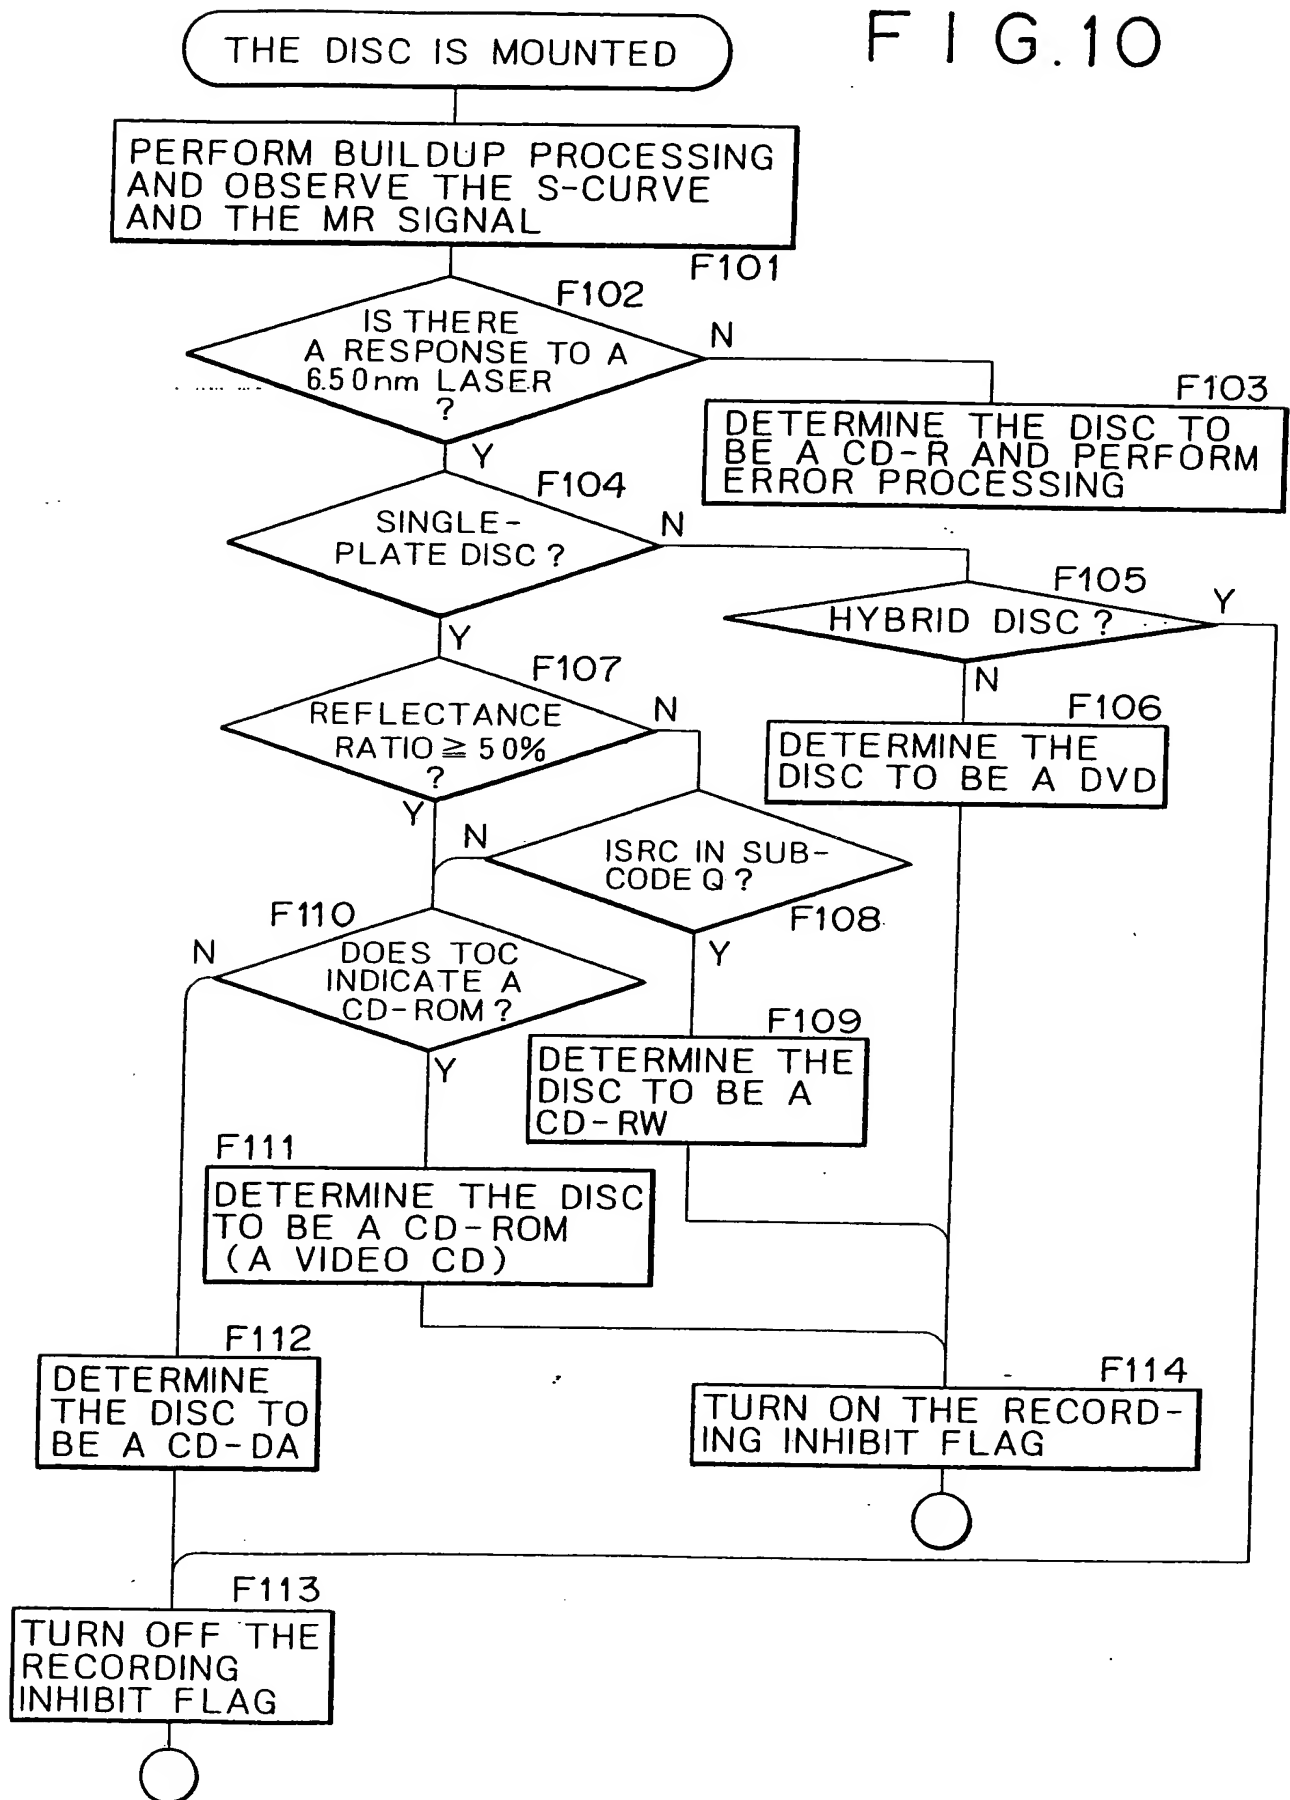 FIG.10
THE DISC IS MOUNTED
PERFORM BUILDUP PROCESSING
AND OBSERVE THE S-CURVE
AND THE MR SIGNAL
F101
F102
IS THERE
A RESPONSE TO A
650nm LASER
?
N
Y
F103
DETERMINE THE DISC TO
BE A CD-R AND PERFORM
ERROR PROCESSING
F104
SINGLE-
PLATE DISC?
N
Y
F105
HYBRID DISC?
Y
N
F106
DETERMINE THE
DISC TO BE A DVD
F107
REFLECTANCE
RATIO ≧ 50%
?
N
Y
N
ISRC IN SUB-
CODE Q?
F108
Y
F110
DOES TOC
INDICATE A
CD-ROM?
N
Y
F109
DETERMINE THE
DISC TO BE A
CD-RW
F111
DETERMINE THE DISC
TO BE A CD-ROM
(A VIDEO CD)
F112
DETERMINE
THE DISC TO
BE A CD-DA
F114
TURN ON THE RECORD-
ING INHIBIT FLAG
F113
TURN OFF THE
RECORDING
INHIBIT FLAG